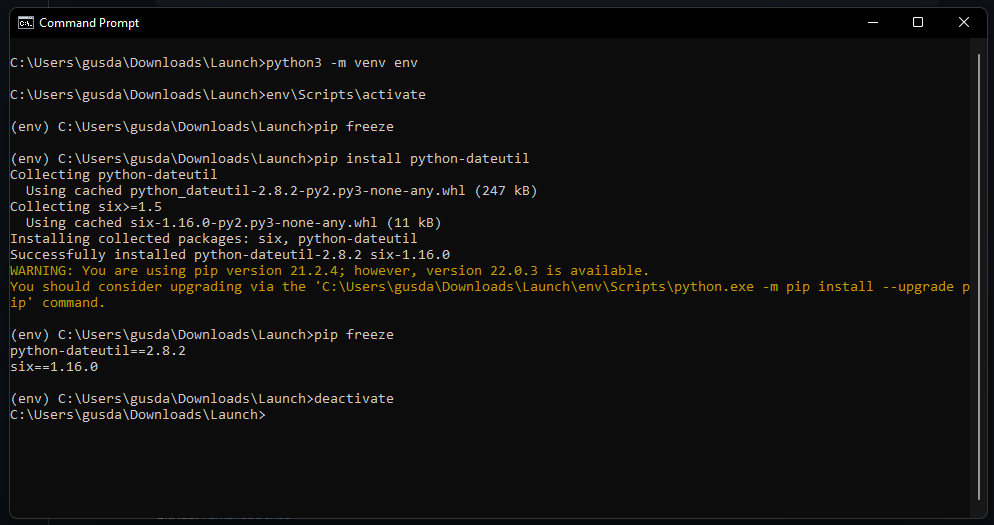 Command Prompt
C:\Users\gusda\Downloads\Launch>python3 -m venv env
C:\Users\gusda\Downloads\Launch>env\Scripts\activate
(env) C:\Users\gusda\Downloads\Launch>pip freeze
(env) C:\Users\gusda\Downloads\Launch>pip install python-dateutil
Collecting python-dateutil
  Using cached python_dateutil-2.8.2-py2.py3-none-any.whl (247 kB)
Collecting six>=1.5
  Using cached six-1.16.0-py2.py3-none-any.whl (11 kB)
Installing collected packages: six, python-dateutil
Successfully installed python-dateutil-2.8.2 six-1.16.0
WARNING: You are using pip version 21.2.4; however, version 22.0.3 is available.
You should consider upgrading via the 'C:\Users\gusda\Downloads\Launch\env\Scripts\python.exe -m pip install --upgrade p
ip' command.
(env) C:\Users\gusda\Downloads\Launch>pip freeze
python-dateutil==2.8.2
six==1.16.0
(env) C:\Users\gusda\Downloads\Launch>deactivate
C:\Users\gusda\Downloads\Launch>